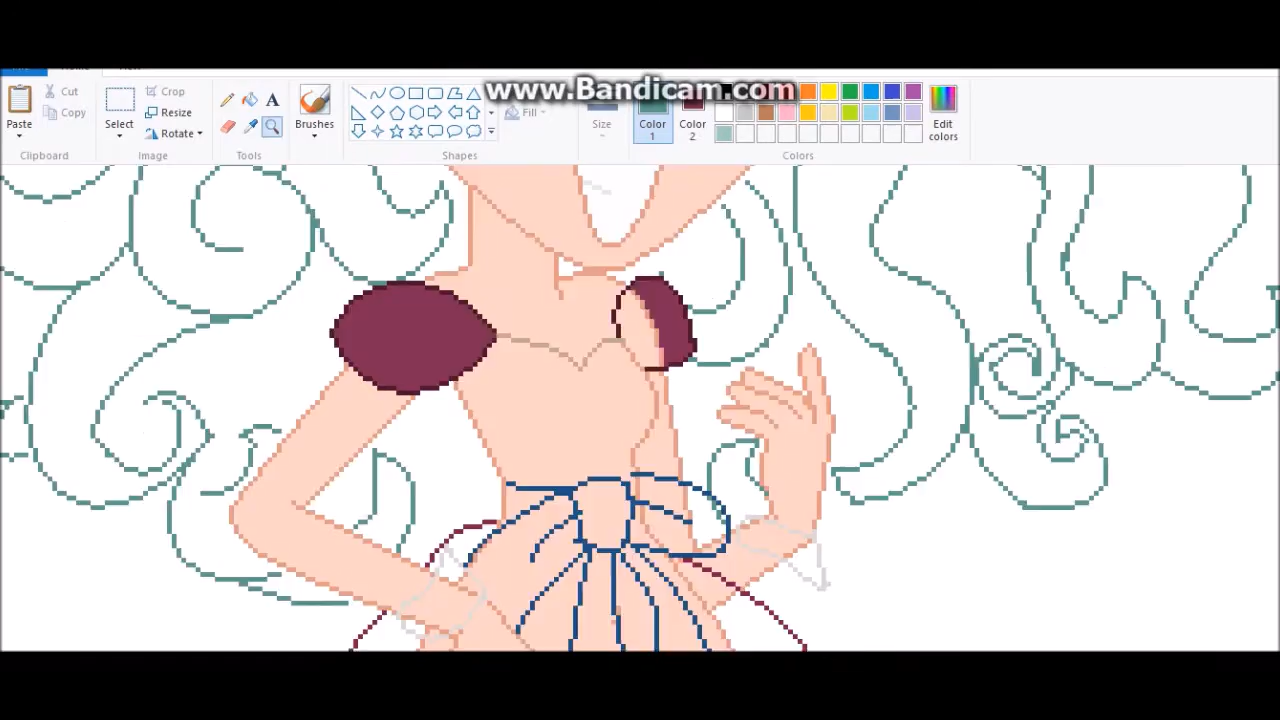 www.Bandicam.com
Cut
Copy
Paste
Clipboard
Select
Crop
Resize
Rotate
Image
A
Tools
Brushes
Fill
Shapes
Size
Color 1
Color 2
Edit colors
Colors